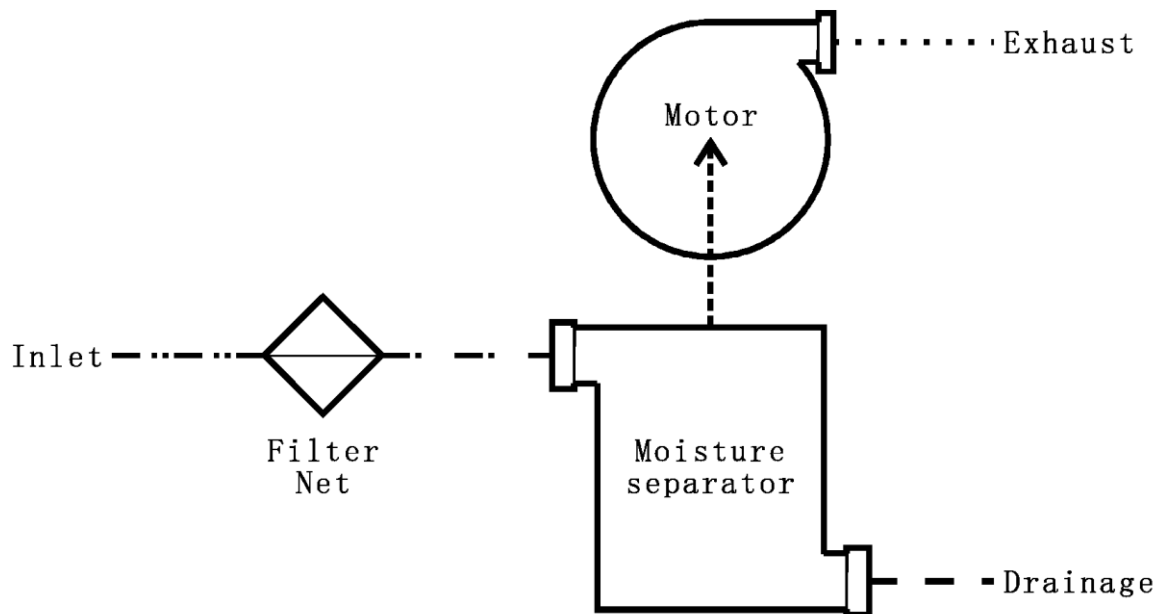 Exhaust
Motor
Inlet
Filter
Net
Moisture
separator
Drainage